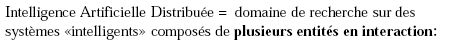 Intelligence Artificielle Distribuée = domaine de recherche sur des
systèmes «intelligents» composés de plusieurs entités en interaction: